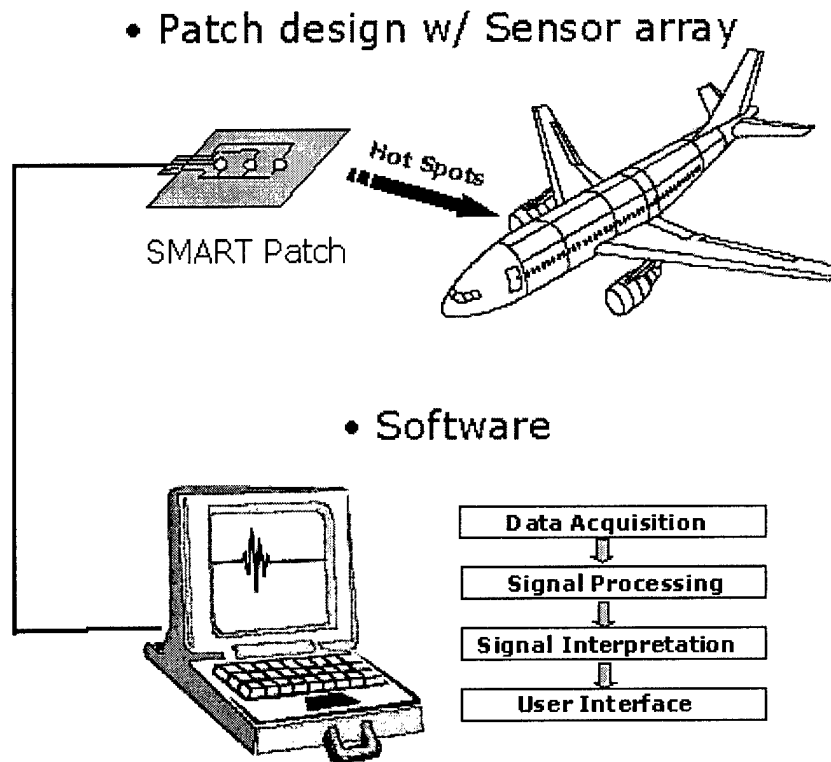 • Patch design w/ Sensor array
Hot Spots
SMART Patch
• Software
Data Acquisition
Signal Processing
Signal Interpretation
User Interface